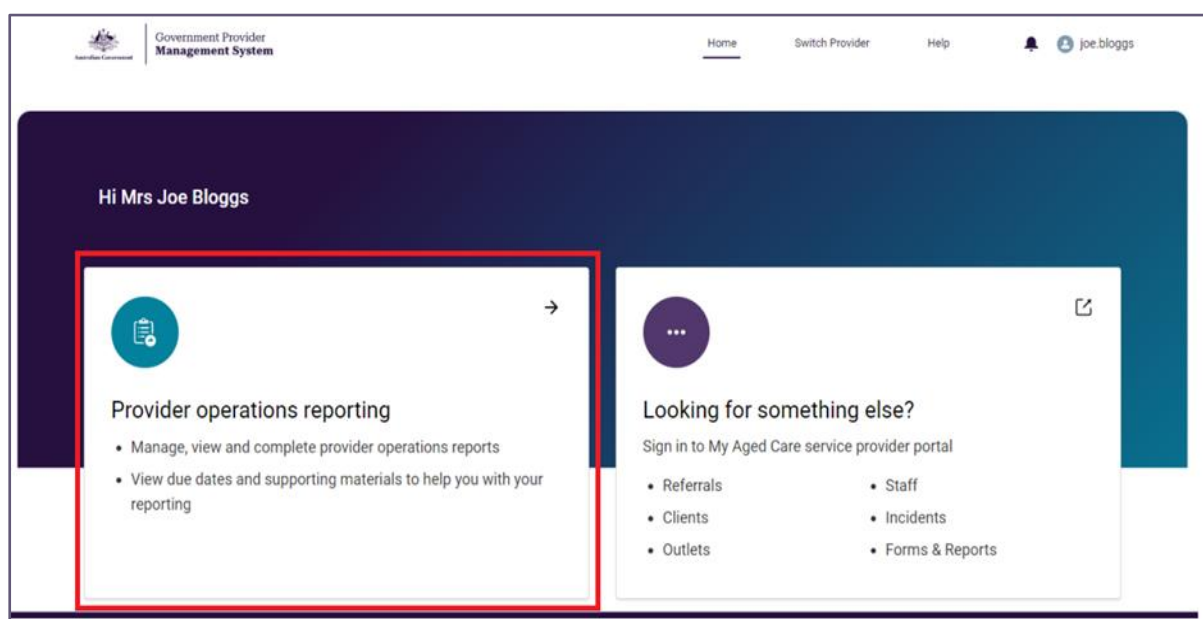 Government Provider
Management System
Australian Government
Home
Switch Provider
Help
joe.bloggs
Hi Mrs Joe Bloggs
Provider operations reporting
• Manage, view and complete provider operations reports
• View due dates and supporting materials to help you with your
reporting
Looking for something else?
Sign in to My Aged Care service provider portal
• Referrals
• Clients
• Outlets
• Staff
• Incidents
• Forms & Reports